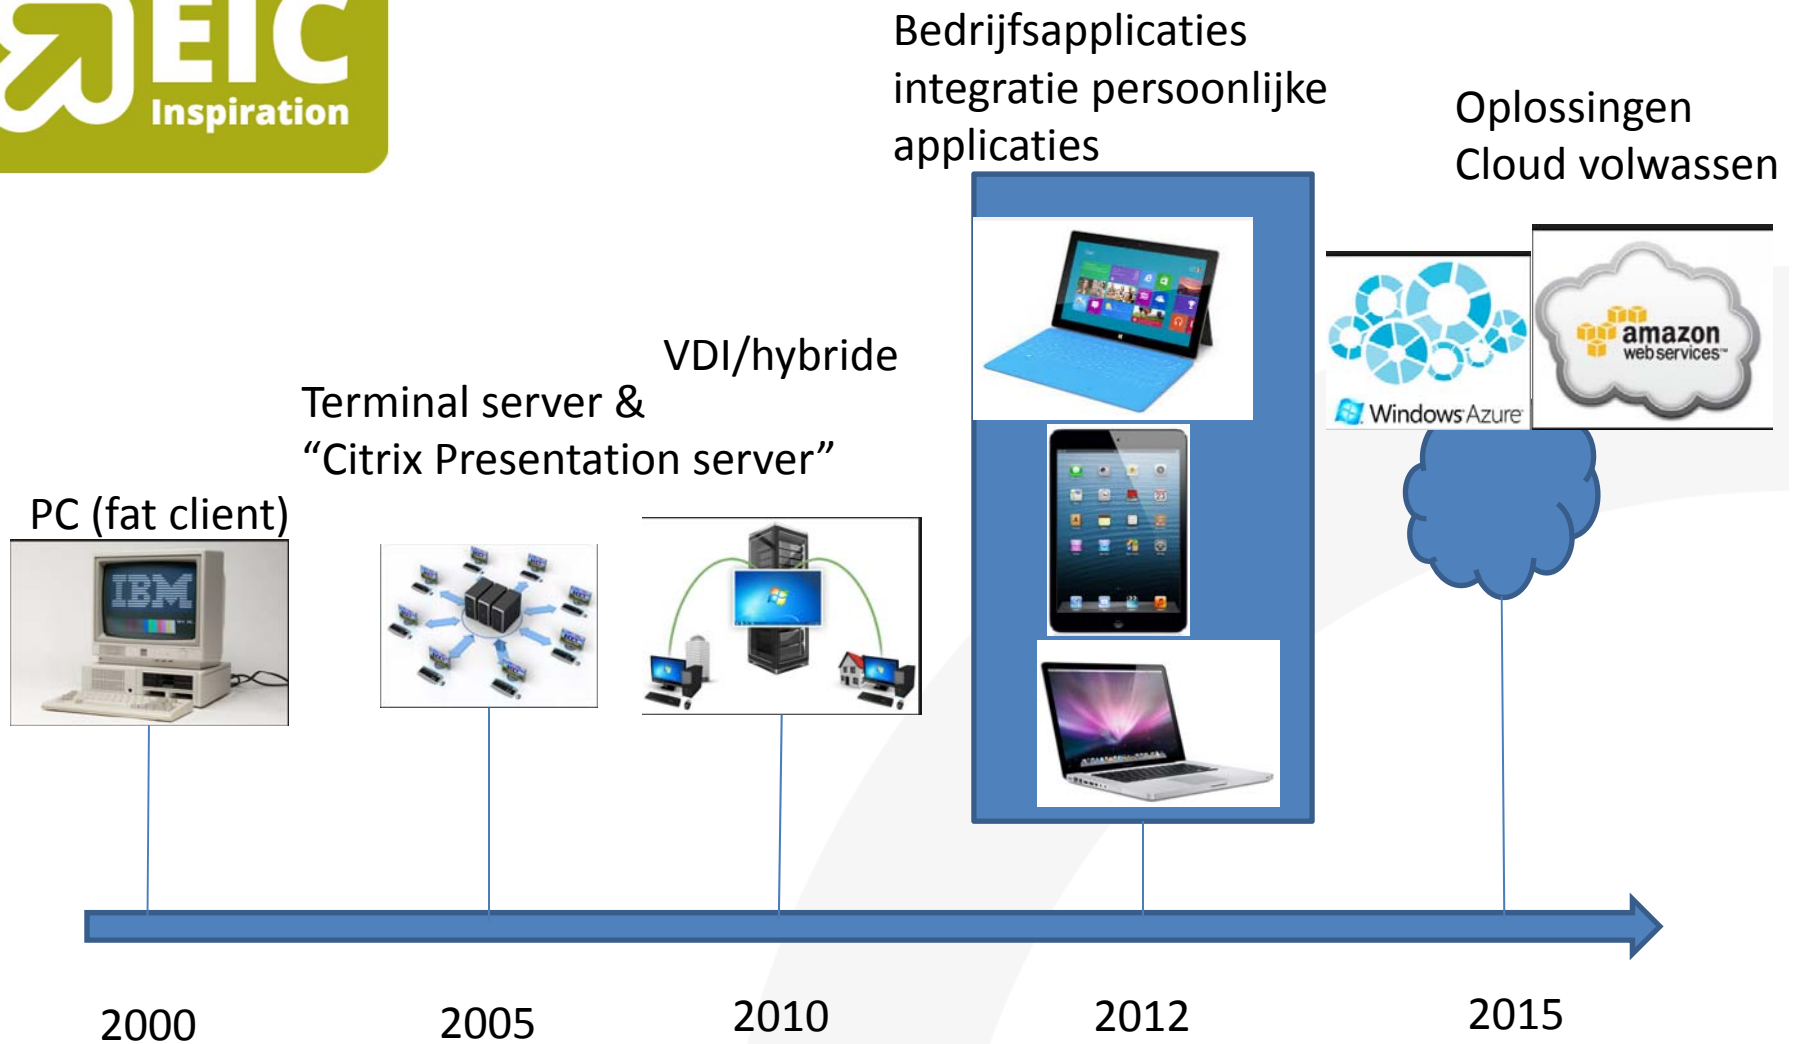 EIC
Inspiration
Bedrijfsapplicaties
integratie persoonlijke
applicaties
Oplossingen
Cloud volwassen
VDI/hybride
Terminal server &
“Citrix Presentation server”
PC (fat client)
IBM
Windows Azure
amazon
webservices™
2000
2005
2010
2012
2015